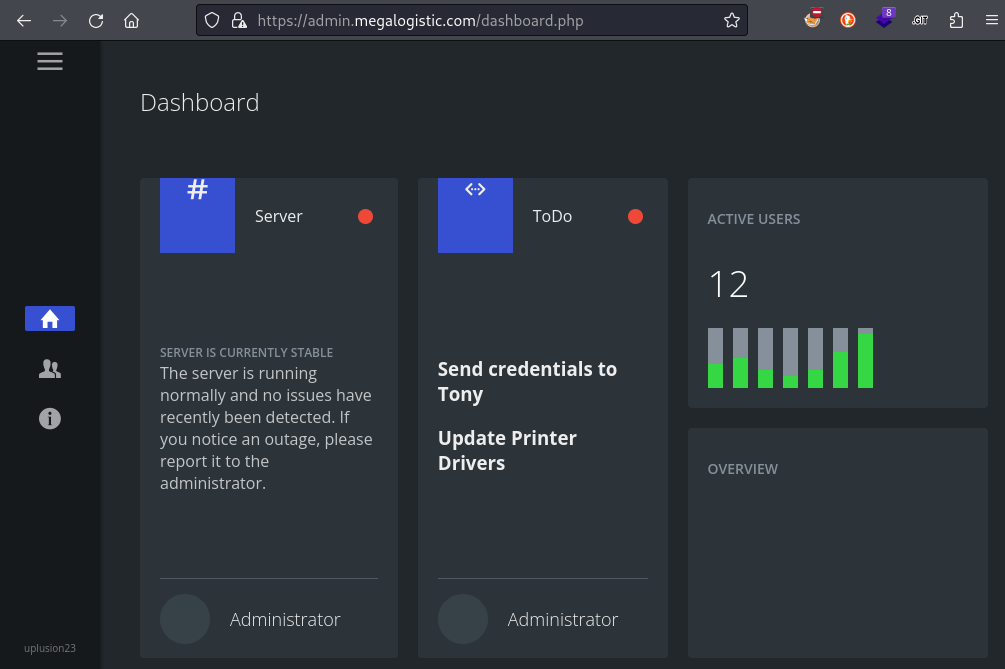 https://admin.megalogistic.com/dashboard.php
8
.GIT
Dashboard
#
Server
SERVER IS CURRENTLY STABLE
The server is running
normally and no issues have
recently been detected. If
you notice an outage, please
report it to the
administrator.
Administrator
ToDo
Send credentials to
Tony
Update Printer
Drivers
Administrator
ACTIVE USERS
12
OVERVIEW
uplusion23